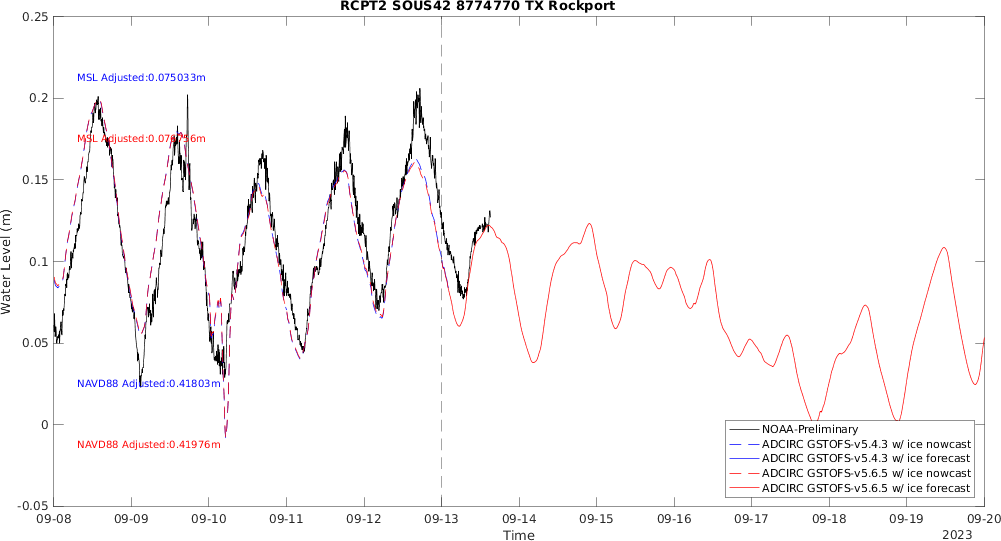 RCPT2 SOUS42 8774770 TX Rockport
0.25
0.2
0.15
0.1
0.05
0
-0.05
Water Level (m)
MSL Adjusted:0.075033m
NAVD88 Adjusted:0.41803m
NAVD88 Adjusted:0.41976m
MSL Adjusted:
NOAA-Preliminary
ADCIRC GSTOFS-v5.4.3 w/ ice nowcast
ADCIRC GSTOFS-v5.4.3 w/ ice forecast
ADCIRC GSTOFS-v5.6.5 w/ ice nowcast
ADCIRC GSTOFS-v5.6.5 w/ ice forecast
09-08 09-09 09-10 09-11 09-12 09-13 09-14 09-15 09-16 09-17 09-18 09-19 09-20
Time
2023